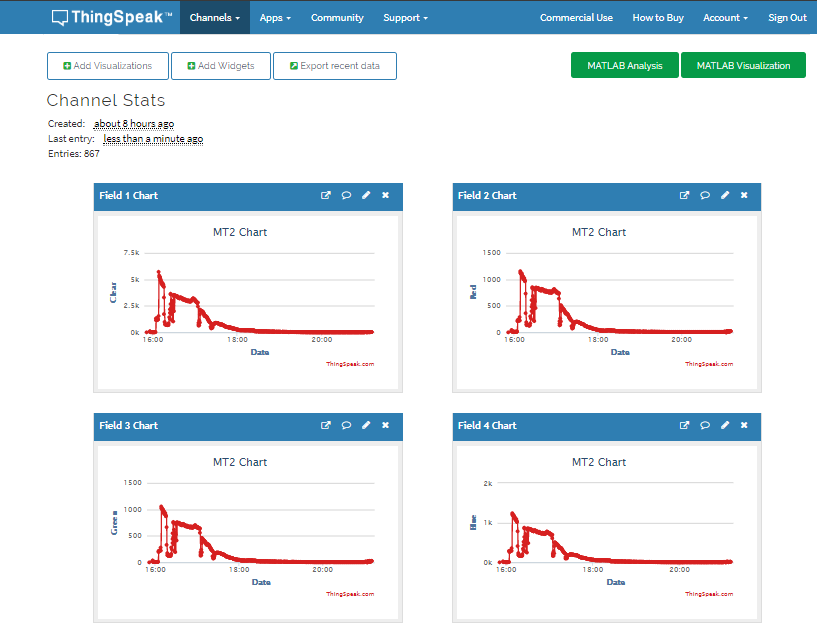 ThingSpeak™ Channels Apps Community Support Commercial Use How to Buy Account Sign Out
Add Visualizations Add Widgets Export recent data MATLAB Analysis MATLAB Visualization
Channel Stats
Created: about 8 hours ago
Last entry: less than a minute ago
Entries: 867
Field 1 Chart
MT2 Chart
Clear
7.5k
5k
2.5k
0k
16:00 18:00 20:00
Date
ThingSpeak.com
Field 2 Chart
MT2 Chart
Red
1500
1000
500
0
16:00 18:00 20:00
Date
ThingSpeak.com
Field 3 Chart
MT2 Chart
Green
1500
1000
500
0
16:00 18:00 20:00
Date
ThingSpeak.com
Field 4 Chart
MT2 Chart
Blue
2k
1k
0k
16:00 18:00 20:00
Date
ThingSpeak.com